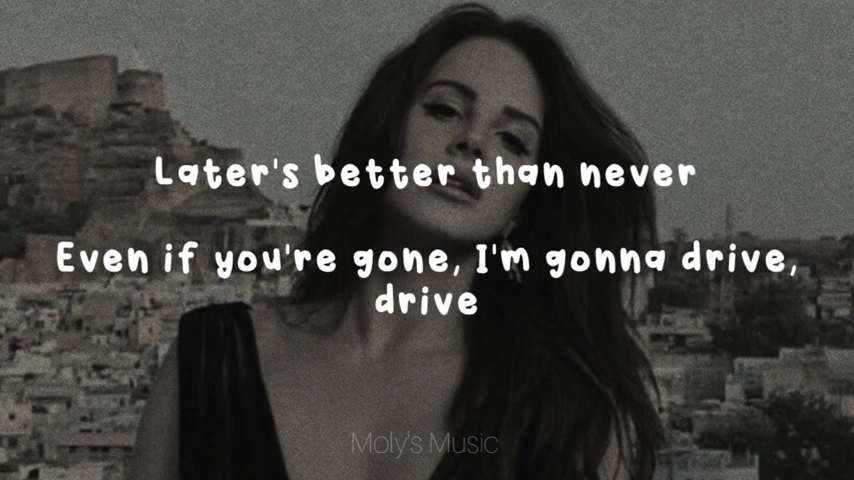 Later's better than never
Even if you're gone, I'm gonna drive,
drive
Moly's Music